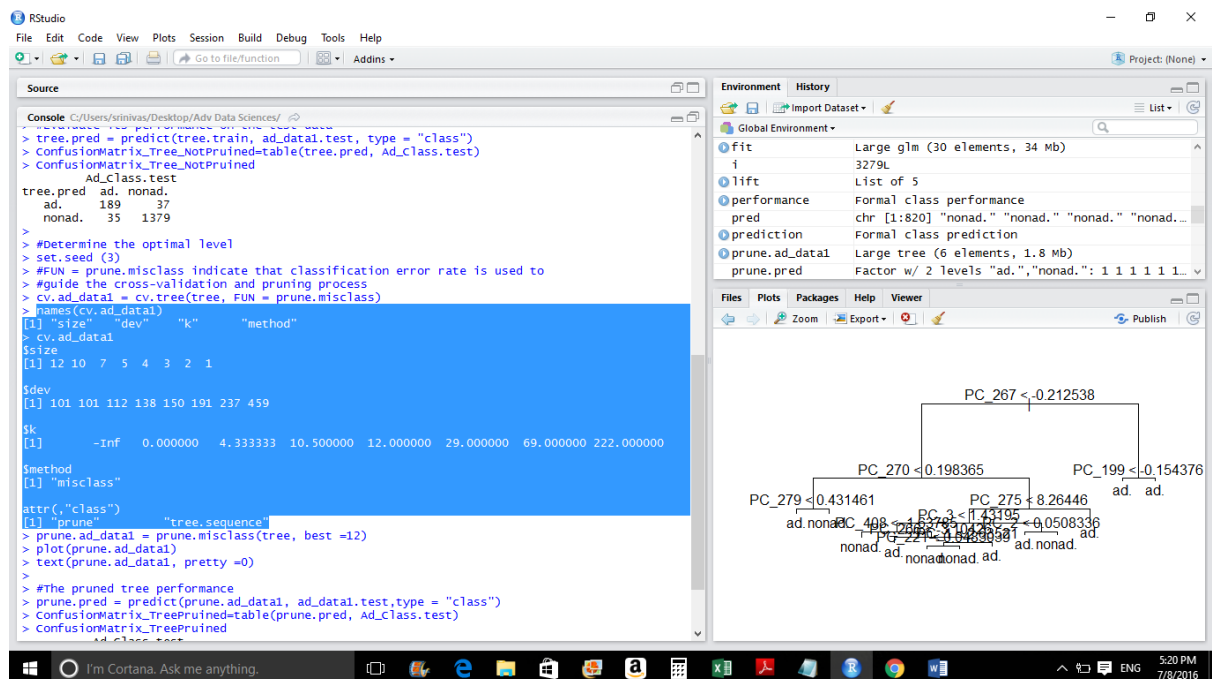 RStudio
File Edit Code View Plots Session Build Debug Tools Help
Go to file/function
Addins
Project: (None)
Source
Console C:/Users/srinivas/Desktop/Adv Data Sciences/
> tree.pred = predict(tree.train, ad_data1.test, type = "class")
> ConfusionMatrix_Tree_NotPruined=table(tree.pred, Ad_Class.test)
> ConfusionMatrix_Tree_NotPruined
Ad_Class.test
tree.pred ad. nonad.
ad. 189 37
nonad. 35 1379
>
> #Determine the optimal level
> set.seed (3)
> #FUN = prune.misclass indicate that classification error rate is used to
> #guide the cross-validation and pruning process
> cv.ad_data1 = cv.tree(tree, FUN = prune.misclass)
> names(cv.ad_data1)
[1] "size" "dev" "k" "method"
> cv.ad_data1
$size
[1] 12 10 7 5 4 3 2 1
$dev
[1] 101 101 112 138 150 191 237 459
$k
[1] -Inf 0.000000 4.333333 10.500000 12.000000 29.000000 69.000000 222.000000
$method
[1] "misclass"
attr(,"class")
[1] "prune" "tree.sequence"
> prune.ad_data1 = prune.misclass(tree, best =12)
> plot(prune.ad_data1)
> text(prune.ad_data1, pretty =0)
>
> #The pruned tree performance
> prune.pred = predict(prune.ad_data1, ad_data1.test,type = "class")
> ConfusionMatrix_TreePruined=table(prune.pred, Ad_Class.test)
> ConfusionMatrix_TreePruined
Ad_Class.test
Environment History
Import Dataset
List
Global Environment
fit Large glm (30 elements, 34 Mb)
i 3279L
lift List of 5
performance Formal class performance
pred chr [1:820] "nonad." "nonad." "nonad." "nonad.…
prediction Formal class prediction
prune.ad_data1 Large tree (6 elements, 1.8 Mb)
prune.pred Factor w/ 2 levels "ad.","nonad.": 1 1 1 1 1 1…
Files Plots Packages Help Viewer
Zoom Export Publish
PC_267 < -0.212538
PC_270 < 0.198365 PC_199 < -0.154376
ad. ad.
PC_279 < 0.431461 PC_275 < 8.26446
PC_3 < 1.43195
ad. nonad.
ad.
nonad. ad. ad. nonad.
nonad. nonad. ad.
I'm Cortana. Ask me anything.
ENG
5:20 PM
7/8/2016